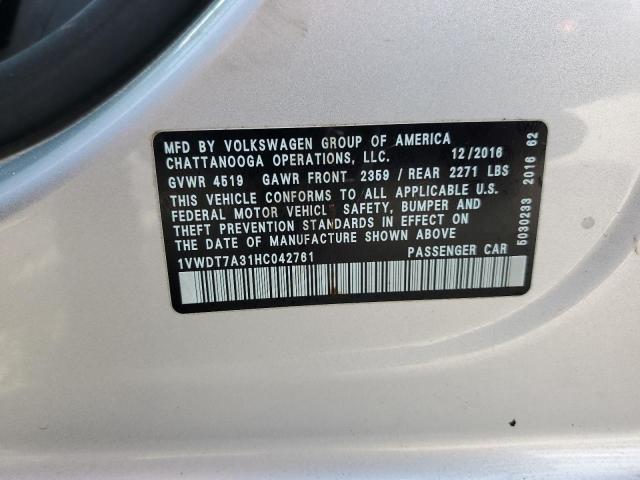 MFD BY VOLKSWAGEN GROUP OF AMERICA
CHATTANOOGA OPERATIONS, LLC. 12/2016
GVWR 4519 GAWR FRONT 2359 / REAR 2271 LBS
THIS VEHICLE CONFORMS TO ALL APPLICABLE U.S.
FEDERAL MOTOR VEHICL SAFETY, BUMPER AND
THEFT PREVENTION STANDARDS IN EFFECT ON
THE DATE OF MANUFACTURE SHOWN ABOVE
1VWDT7A31HC042761 PASSENGER CAR
5030233 2016 62